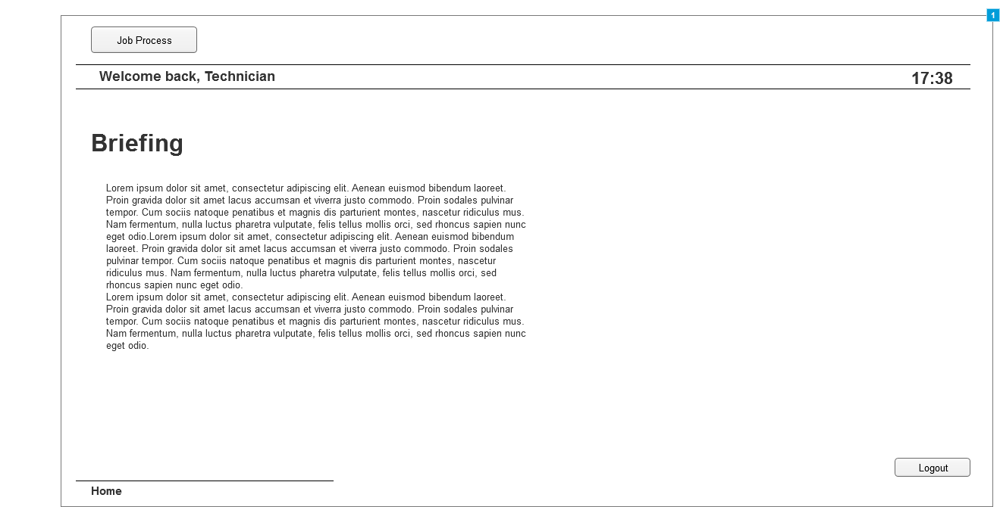 1
Job Process
Welcome back, Technician
17:38
Briefing
Lorem ipsum dolor sit amet, consectetur adipiscing elit. Aenean euismod bibendum laoreet.
Proin gravida dolor sit amet lacus accumsan et viverra justo commodo. Proin sodales pulvinar
tempor. Cum sociis natoque penatibus et magnis dis parturient montes, nascetur ridiculus mus.
Nam fermentum, nulla luctus pharetra vulputate, felis tellus mollis orci, sed rhoncus sapien nunc
eget odio.Lorem ipsum dolor sit amet, consectetur adipiscing elit. Aenean euismod bibendum
laoreet. Proin gravida dolor sit amet lacus accumsan et viverra justo commodo. Proin sodales
pulvinar tempor. Cum sociis natoque penatibus et magnis dis parturient montes, nascetur
ridiculus mus. Nam fermentum, nulla luctus pharetra vulputate, felis tellus mollis orci, sed
rhoncus sapien nunc eget odio.
Lorem ipsum dolor sit amet, consectetur adipiscing elit. Aenean euismod bibendum laoreet.
Proin gravida dolor sit amet lacus accumsan et viverra justo commodo. Proin sodales pulvinar
tempor. Cum sociis natoque penatibus et magnis dis parturient montes, nascetur ridiculus mus.
Nam fermentum, nulla luctus pharetra vulputate, felis tellus mollis orci, sed rhoncus sapien nunc
eget odio.
Logout
Home